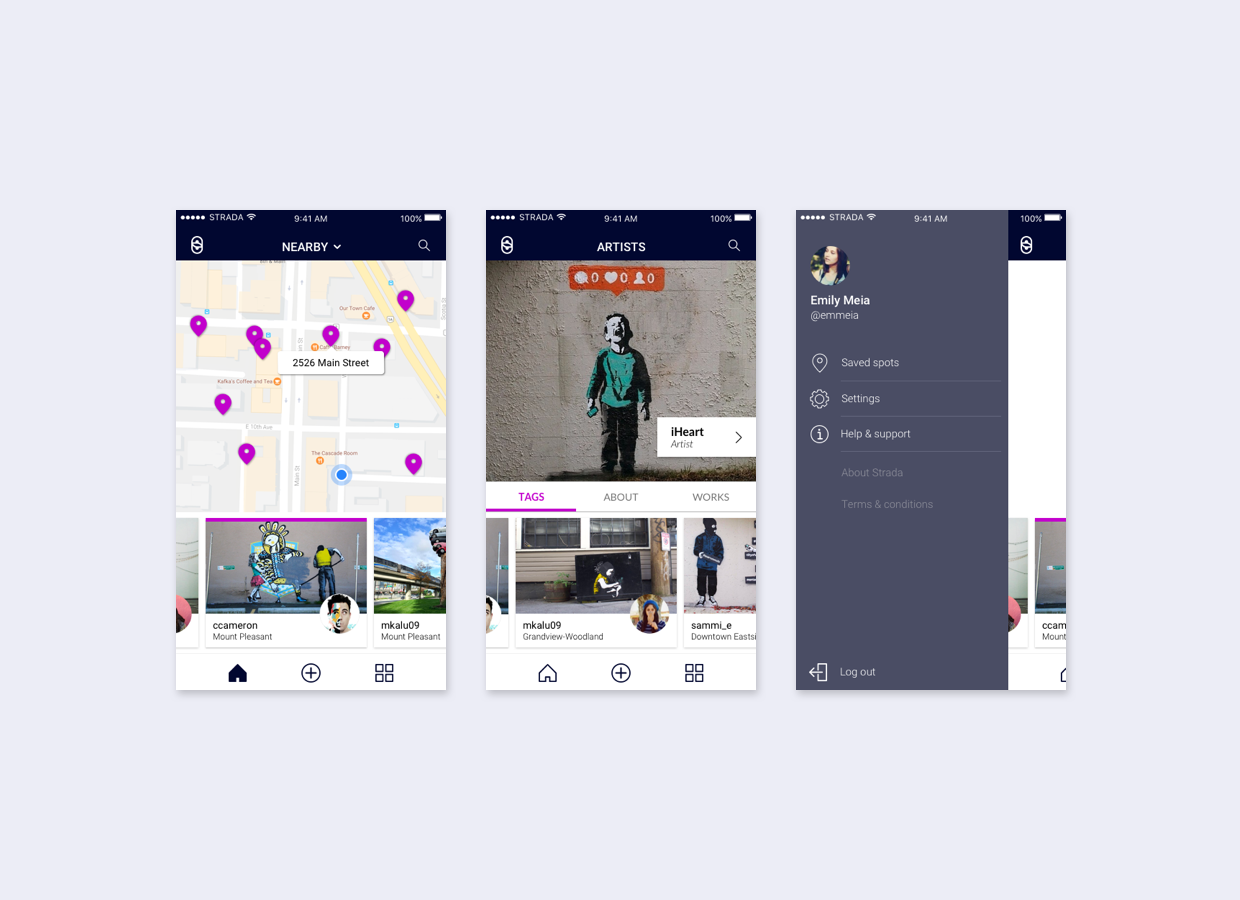 STRADA
9:41 AM
100%
NEARBY
Our Town Cafe
2526 Main Street
Kafka's Coffee and Tea
E 10th Ave
The Cascade Room
Main St
ccameron
Mount Pleasant
mkalu09
Mount Pleasant
STRADA
9:41 AM
100%
ARTISTS
0 0 0
iHeart
Artist
TAGS
ABOUT
WORKS
mkalu09
Grandview-Woodland
sammi_e
Downtown Eastsi
STRADA
9:41 AM
100%
Emily Meia
@emmeia
Saved spots
Settings
Help & support
About Strada
Terms & conditions
Log out
ccam
Mount